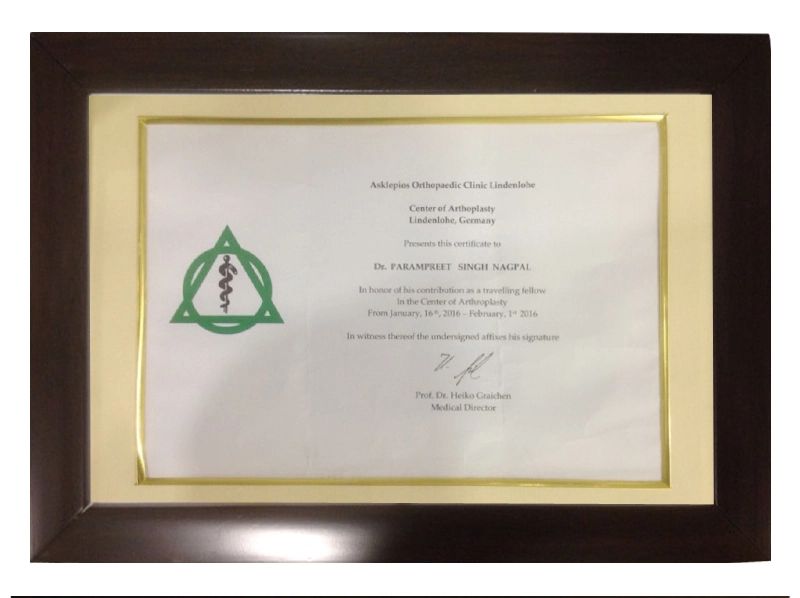 Asklepios Orthopaedic Clinic Lindenlohe
Center of Arthoplasty
Lindenlohe, Germany
Presents this certificate to
Dr. PARAMPREET SINGH NAGPAL
In honor of his contribution as a travelling fellow
In the Center of Arthroplasty
From January, 16th, 2016 – February, 1st 2016
In witness thereof the undersigned affixes his signature
Prof. Dr. Heiko Graichen
Medical Director